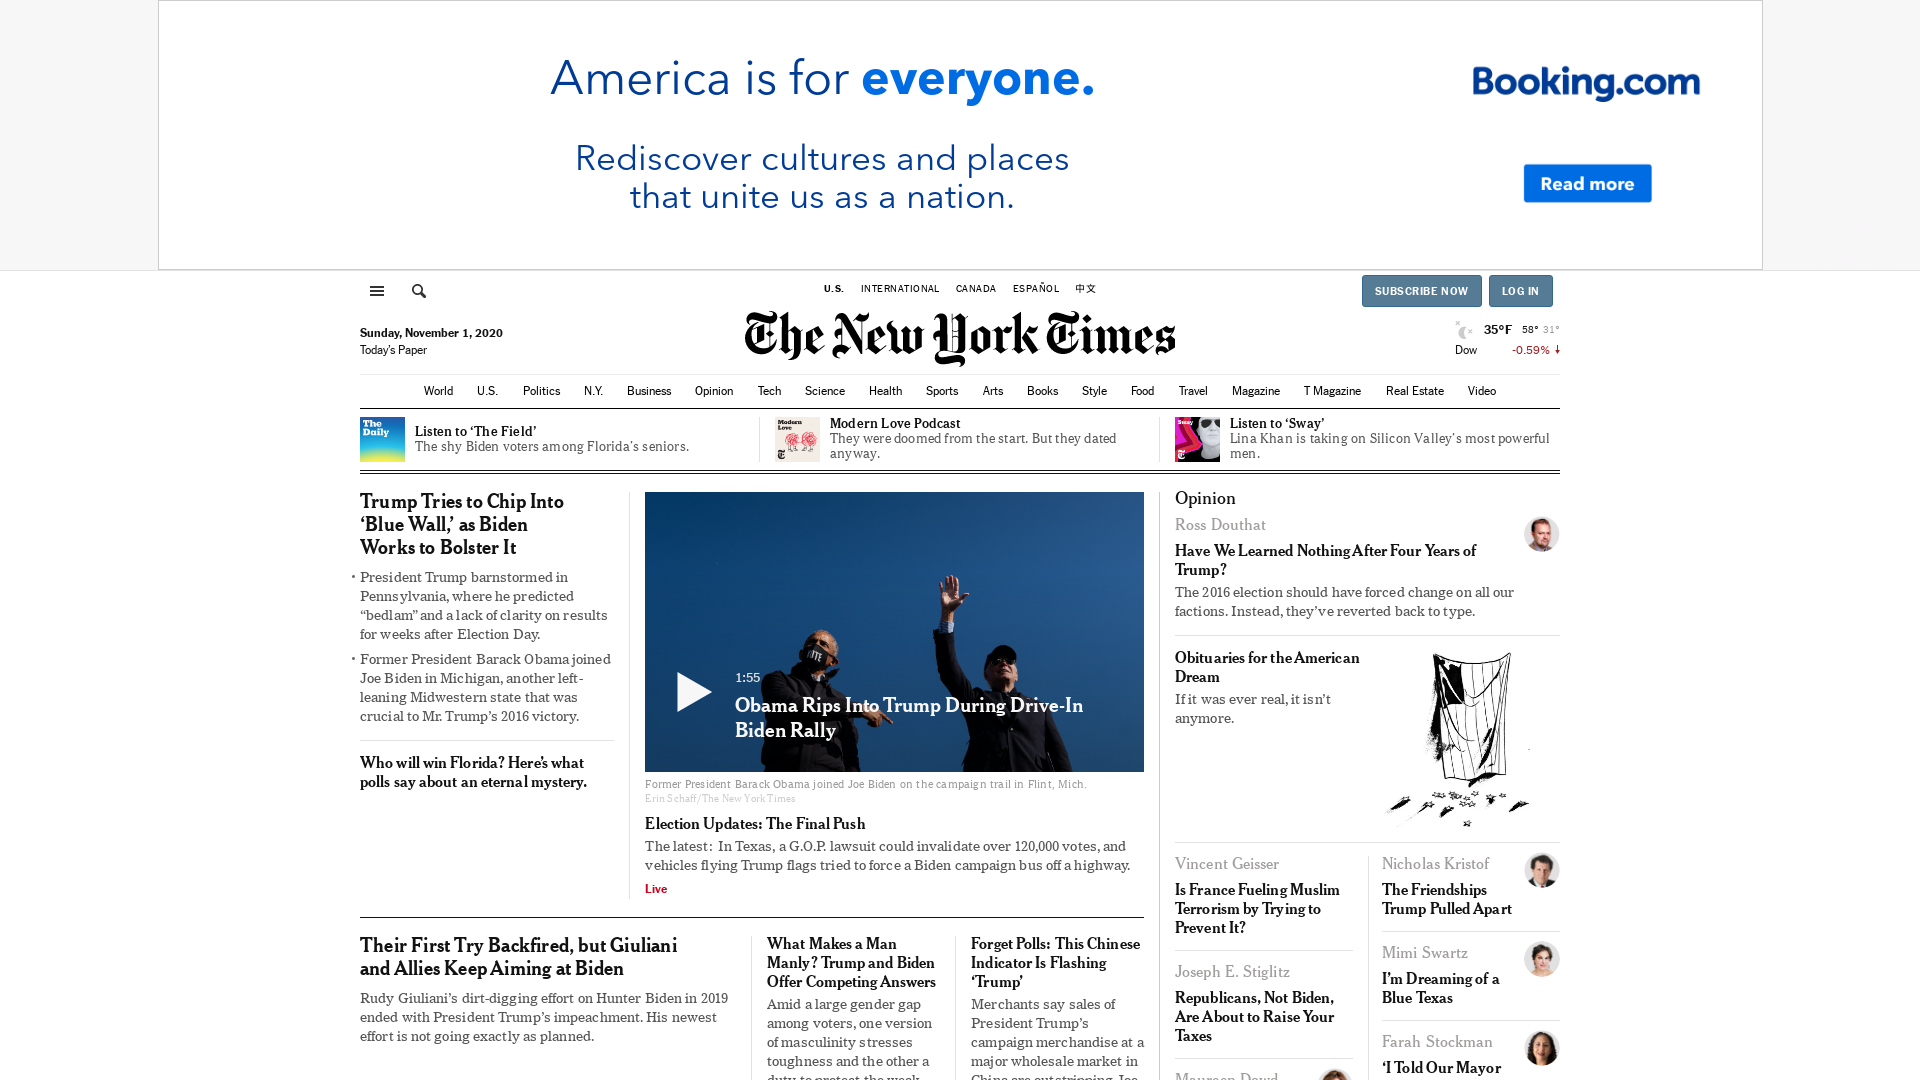 America is for everyone.
Booking.com
Rediscover cultures and places
that unite us as a nation.
Read more
U.S. INTERNATIONAL CANADA ESPAÑOL 中文
SUBSCRIBE NOW
LOG IN
Sunday, November 1, 2020
Today's Paper
The New York Times
35°F 58° 31°
Dow -0.59% ↓
World U.S. Politics N.Y. Business Opinion Tech Science Health Sports Arts Books Style Food Travel Magazine T Magazine Real Estate Video
The
Daily
Listen to ‘The Field’
The shy Biden voters among Florida’s seniors.
Modern
Love
Modern Love Podcast
They were doomed from the start. But they dated
anyway.
Sway
Listen to ‘Sway’
Lina Khan is taking on Silicon Valley’s most powerful
men.
Trump Tries to Chip Into
‘Blue Wall,’ as Biden
Works to Bolster It
• President Trump barnstormed in
Pennsylvania, where he predicted
“bedlam” and a lack of clarity on results
for weeks after Election Day.
• Former President Barack Obama joined
Joe Biden in Michigan, another left-
leaning Midwestern state that was
crucial to Mr. Trump’s 2016 victory.
Who will win Florida? Here’s what
polls say about an eternal mystery.
VOTE
1:55
Obama Rips Into Trump During Drive-In
Biden Rally
Former President Barack Obama joined Joe Biden on the campaign trail in Flint, Mich.
Erin Schaff/The New York Times
Election Updates: The Final Push
The latest: In Texas, a G.O.P. lawsuit could invalidate over 120,000 votes, and
vehicles flying Trump flags tried to force a Biden campaign bus off a highway.
Live
Their First Try Backfired, but Giuliani
and Allies Keep Aiming at Biden
Rudy Giuliani’s dirt-digging effort on Hunter Biden in 2019
ended with President Trump’s impeachment. His newest
effort is not going exactly as planned.
What Makes a Man
Manly? Trump and Biden
Offer Competing Answers
Amid a large gender gap
among voters, one version
of masculinity stresses
toughness and the other a
duty to protect the weak.
Forget Polls: This Chinese
Indicator Is Flashing
‘Trump’
Merchants say sales of
President Trump’s
campaign merchandise at a
major wholesale market in
China are outstripping Joe
Opinion
Ross Douthat
Have We Learned Nothing After Four Years of
Trump?
The 2016 election should have forced change on all our
factions. Instead, they’ve reverted back to type.
Obituaries for the American
Dream
If it was ever real, it isn’t
anymore.
Vincent Geisser
Is France Fueling Muslim
Terrorism by Trying to
Prevent It?
Joseph E. Stiglitz
Republicans, Not Biden,
Are About to Raise Your
Taxes
Maureen Dowd
Nicholas Kristof
The Friendships
Trump Pulled Apart
Mimi Swartz
I’m Dreaming of a
Blue Texas
Farah Stockman
‘I Told Our Mayor